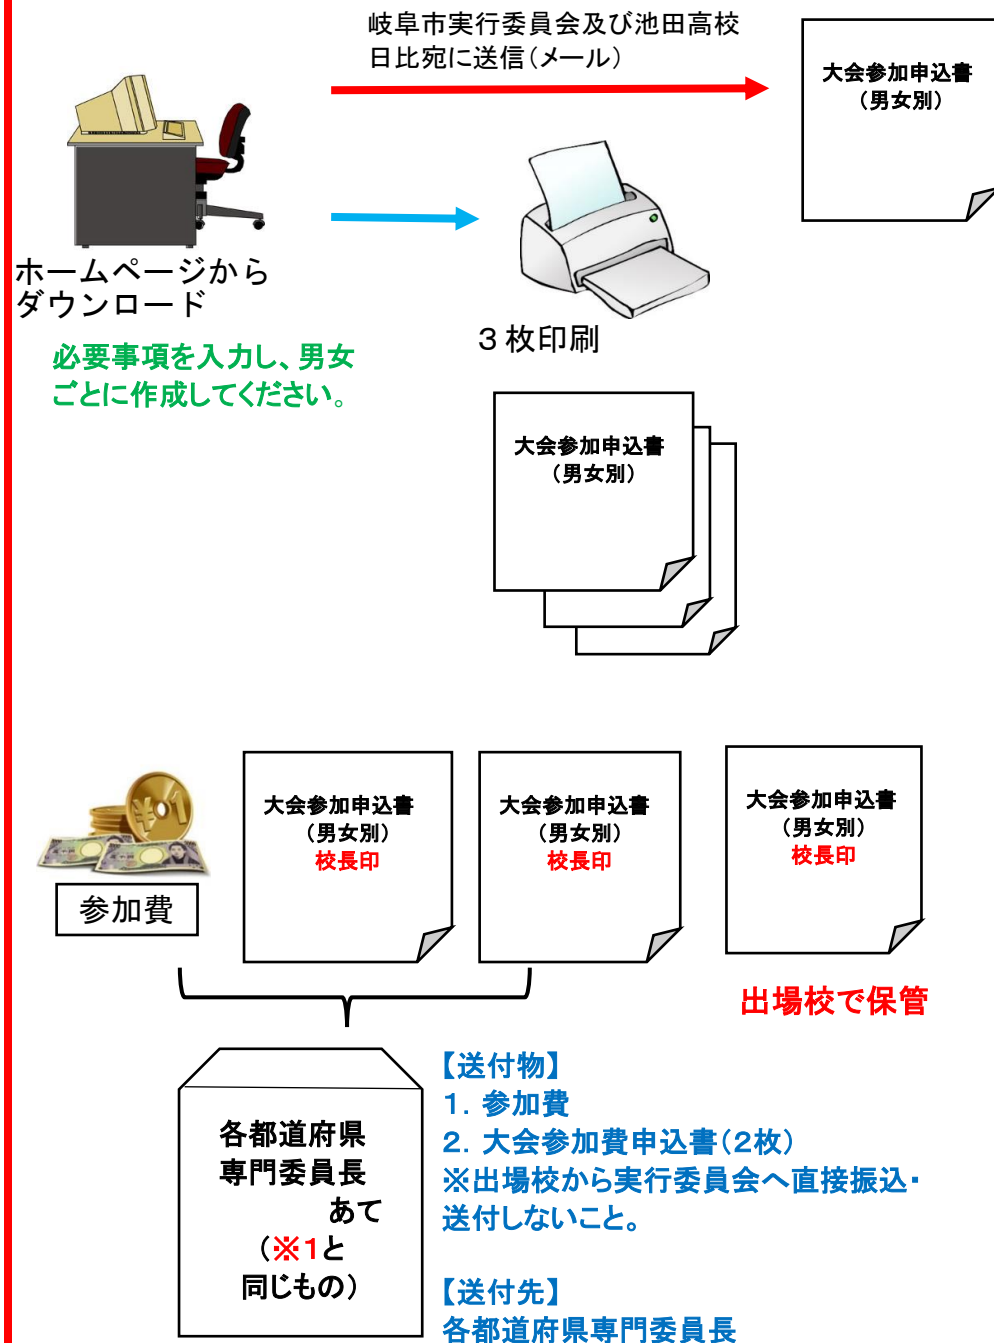 岐阜市実行委員会及び池田高校
日比宛に送信（メール）
大会参加申込書
（男女別）
ホームページから
ダウンロード
３枚印刷
必要事項を入力し、男女
ごとに作成してください。
大会参加申込書
（男女別）
大会参加申込書
（男女別）
校長印
大会参加申込書
（男女別）
校長印
大会参加申込書
（男女別）
校長印
参加費
出場校で保管
各都道府県
専門委員長
あて
（※１と
同じもの）
【送付物】
１．参加費
２．大会参加費申込書（２枚）
※出場校から実行委員会へ直接振込・
送付しないこと。
【送付先】
各都道府県専門委員長